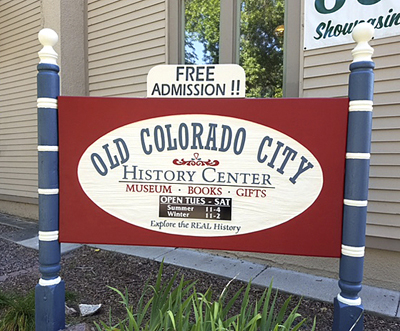 Showcasin
FREE
ADMISSION !!
OLD COLORADO CITY
HISTORY CENTER
MUSEUM · BOOKS · GIFTS
OPEN TUES - SAT
Summer 11-4
Winter 11-2
Explore the REAL History